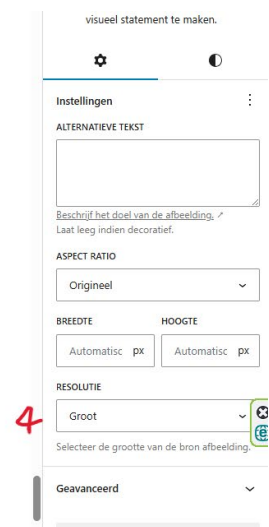 visueel statement te maken.
Instellingen
ALTERNATIEVE TEKST
Beschrijf het doel van de afbeelding. ↗
Laat leeg indien decoratief.
ASPECT RATIO
Origineel
BREEDTE HOOGTE
Automatisc px Automatisc px
RESOLUTIE
4 Groot
Selecteer de grootte van de bron afbeelding.
Geavanceerd